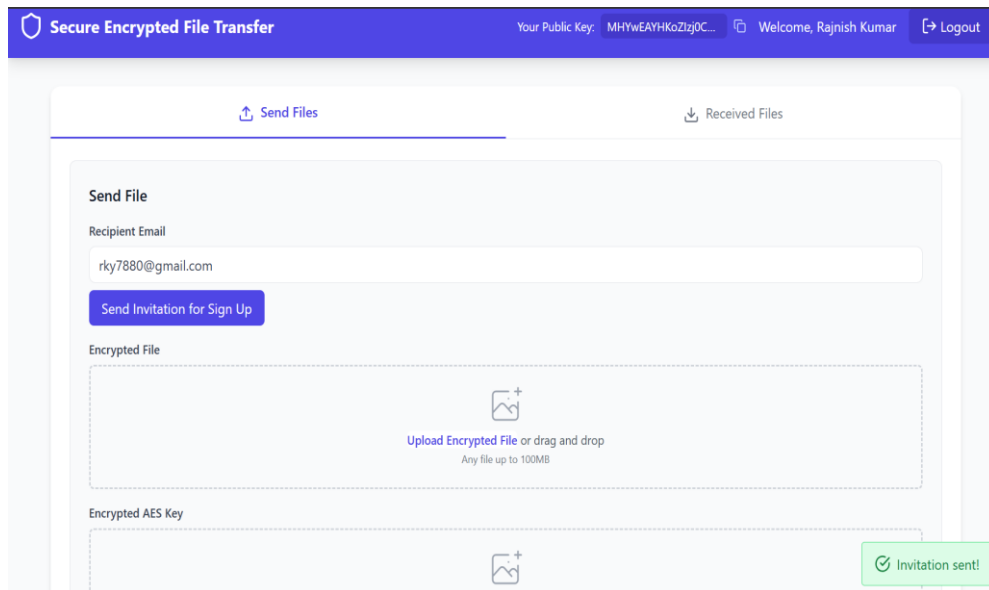 Secure Encrypted File Transfer
Your Public Key: MHYwEAYHKoZIzj0C... Welcome, Rajnish Kumar Logout
Send Files
Received Files
Send File
Recipient Email
rky7880@gmail.com
Send Invitation for Sign Up
Encrypted File
Upload Encrypted File or drag and drop
Any file up to 100MB
Encrypted AES Key
Invitation sent!